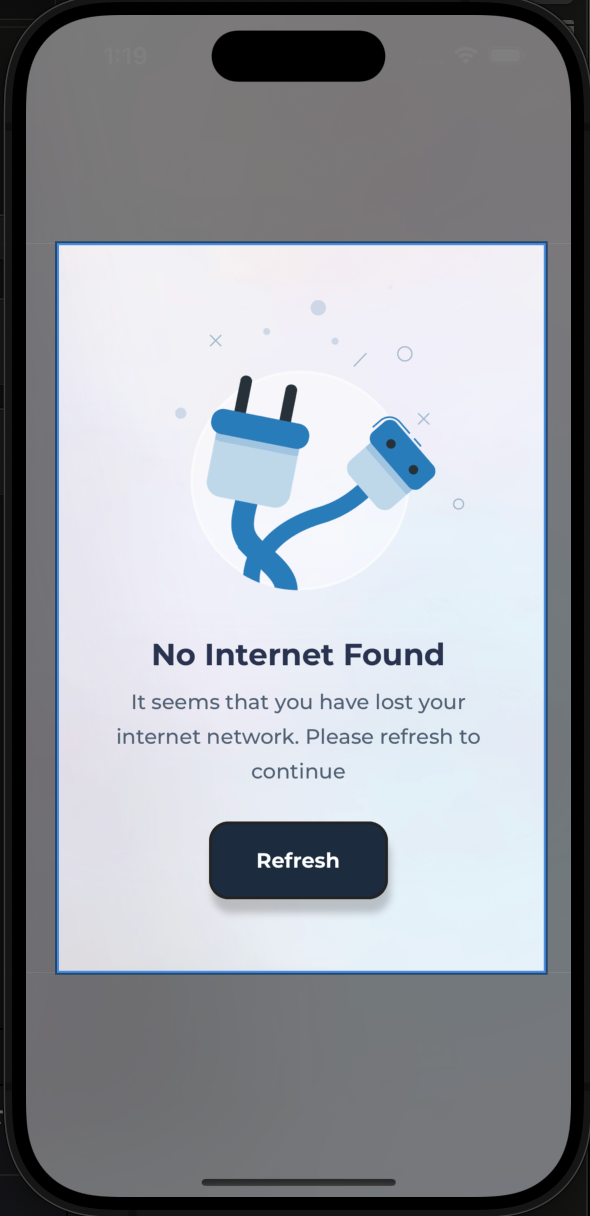 1:19
No Internet Found
It seems that you have lost your
internet network. Please refresh to
continue
Refresh